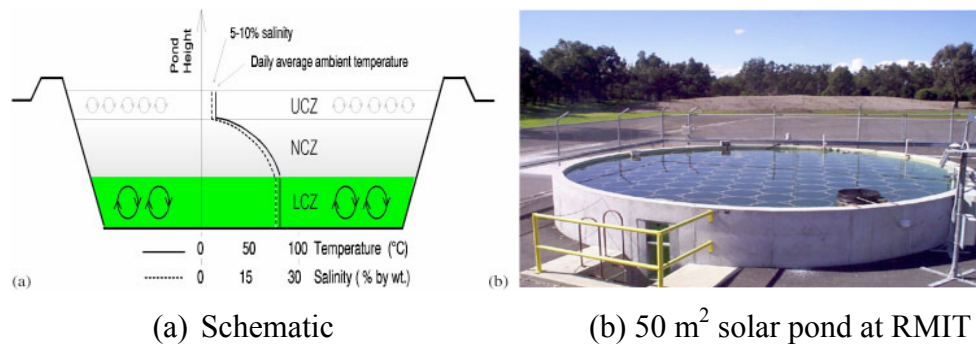 5-10% salinity
Pond
Height
Daily average ambient temperature
UCZ
NCZ
LCZ
0 50 100 Temperature (°C)
0 15 30 Salinity ( % by wt.)
(a)
(b)
(a) Schematic
(b) 50 m² solar pond at RMIT